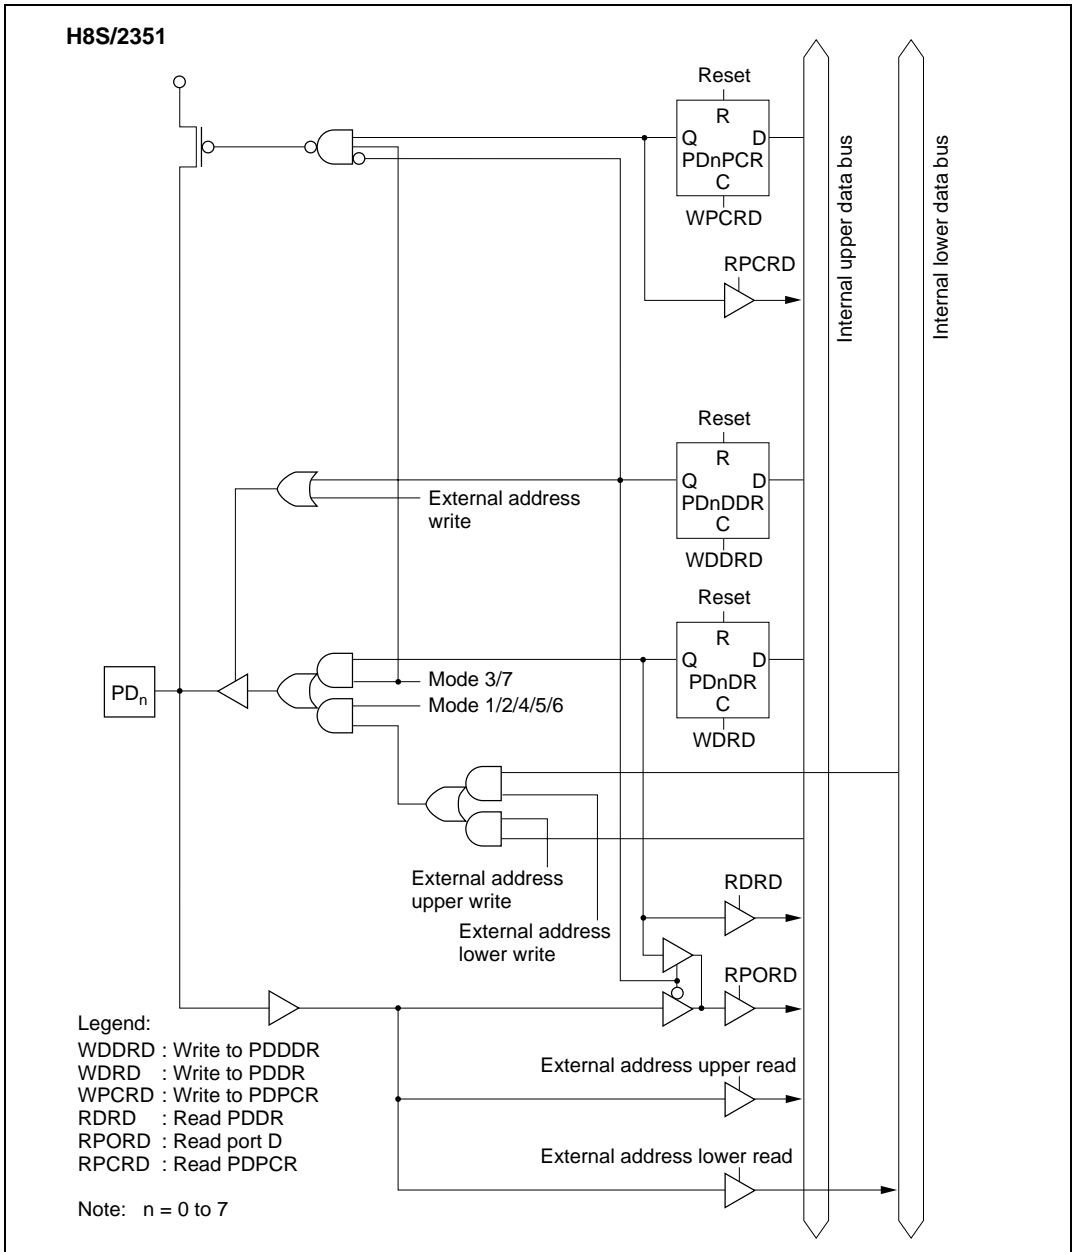 H8S/2351
Reset
R
Q D
PDnPCR
C
WPCRD
RPCRD
Internal upper data bus
Internal lower data bus
Reset
R
Q D
PDnDDR
C
WDDRD
External address
write
Reset
R
Q D
PDnDR
C
WDRD
Mode 3/7
Mode 1/2/4/5/6
PDn
External address
upper write
External address
lower write
RDRD
RPORD
External address upper read
External address lower read
Legend:
WDDRD : Write to PDDDR
WDRD : Write to PDDR
WPCRD : Write to PDPCR
RDRD : Read PDDR
RPORD : Read port D
RPCRD : Read PDPCR
Note: n = 0 to 7